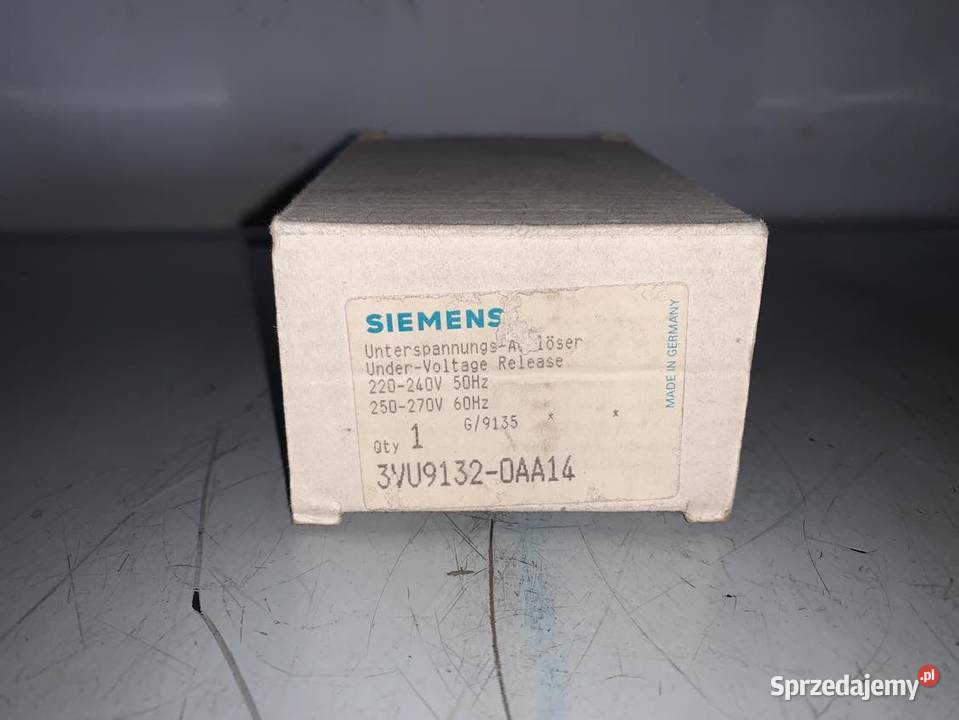 SIEMENS
Unterspannungs-
Under-Voltage Release
220-240V 50Hz
250-270V 60Hz
G/9135 * *
Qty 1
3VU9132-0AA14
MADE IN GERMANY
Sprzedajemy.pl